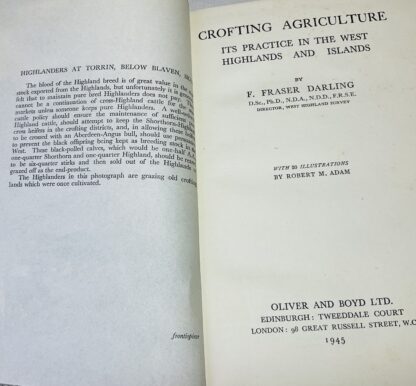 HIGHLANDERS AT TORRIN, BELOW BLAVEN,
The blood of the Highland breed is of great value in the
stock exported from the Highlands, but unfortunately it is
felt that to maintain pure bred Highlanders does not pay. There
cannot be a continuation of cross-Highland cattle for the
markets unless someone keeps pure Highlanders. A well-
cattle policy should ensure the maintenance of sufficient
Highland cattle, should attempt to keep the Shorthorn-Highland
cross heifers in the crofting districts, and, in allowing these
to be crossed with an Aberdeen-Angus bull, should use
to prevent the black offspring being kept as breeding stock in the
West. These black-polled calves, which would be one-half
one-quarter Shorthorn and one-quarter Highland, should be
to be six-quarter stirks and then sold out of the Highlands
grazed off as the end-product.
The Highlanders in this photograph are grazing old
lands which were once cultivated.
frontispiece
CROFTING AGRICULTURE
ITS PRACTICE IN THE WEST
HIGHLANDS AND ISLANDS
BY
F. FRASER DARLING
D.Sc., Ph.D., N.D.A., N.D.D., F.R.S.E.
DIRECTOR, WEST HIGHLAND SURVEY
WITH 20 ILLUSTRATIONS
BY ROBERT M. ADAM
OLIVER AND BOYD LTD.
EDINBURGH: TWEEDDALE COURT
LONDON: 98 GREAT RUSSELL STREET, W.C.
1945